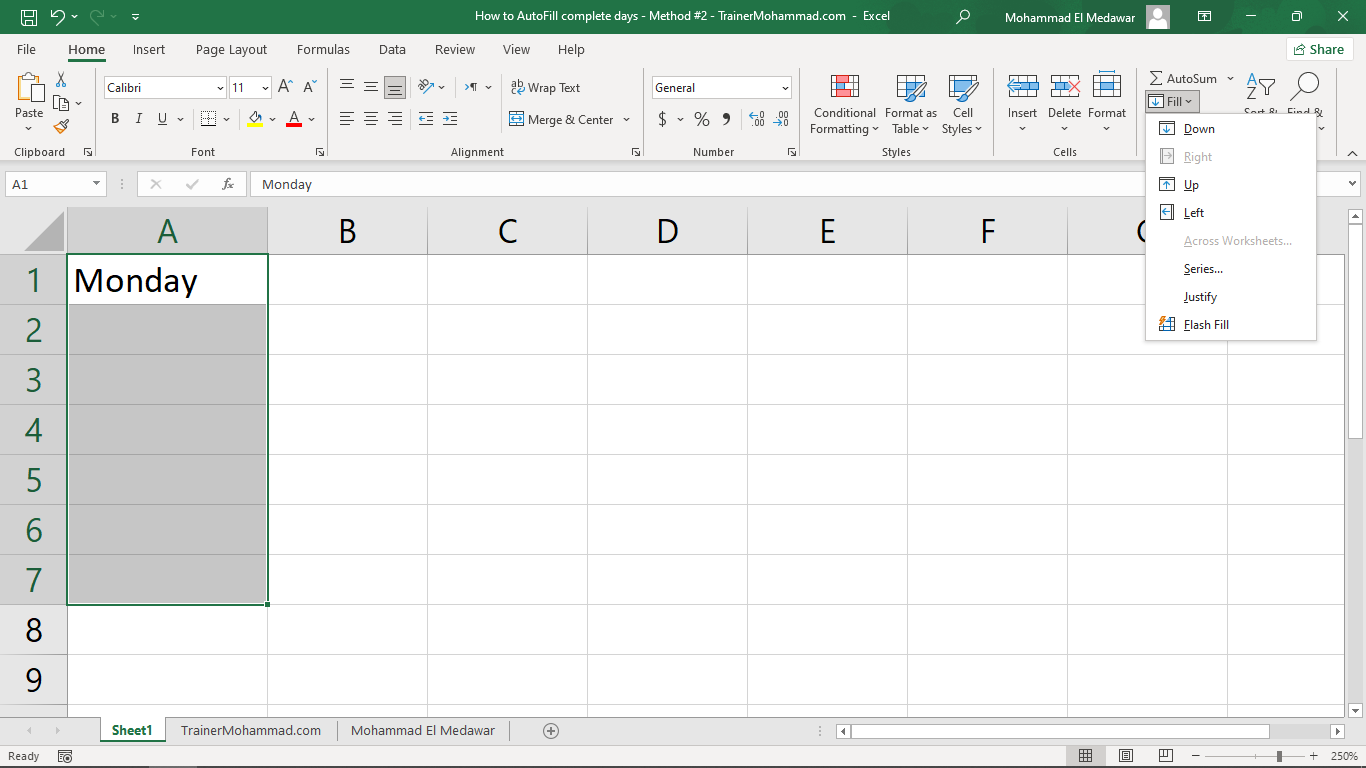 How to AutoFill complete days - Method #2 - TrainerMohammad.com - Excel
Mohammad El Medawar
File Home Insert Page Layout Formulas Data Review View Help
Share
Paste
Clipboard
Calibri 11
B I U
Font
ab Wrap Text
Merge & Center
Alignment
General
$ % 9
.00
.00
Number
Conditional Formatting
Format as Table
Cell Styles
Styles
Insert Delete Format
Cells
AutoSum
Fill
A Z
Sort & Find &
Down
Right
Up
Left
Across Worksheets...
Series...
Justify
Flash Fill
A1
fx
Monday
A B C D E F
1 Monday
2
3
4
5
6
7
8
9
Sheet1 TrainerMohammad.com Mohammad El Medawar
Ready
250%